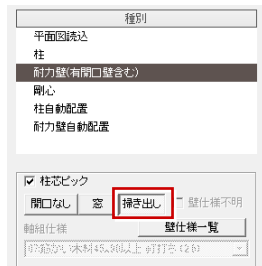 種別
平面図読込
柱
耐力壁(有開口壁含む)
剛心
柱自動配置
耐力壁自動配置
柱芯ピック
開口なし 窓 掃き出し 壁仕様不明
軸組仕様 壁仕様一覧